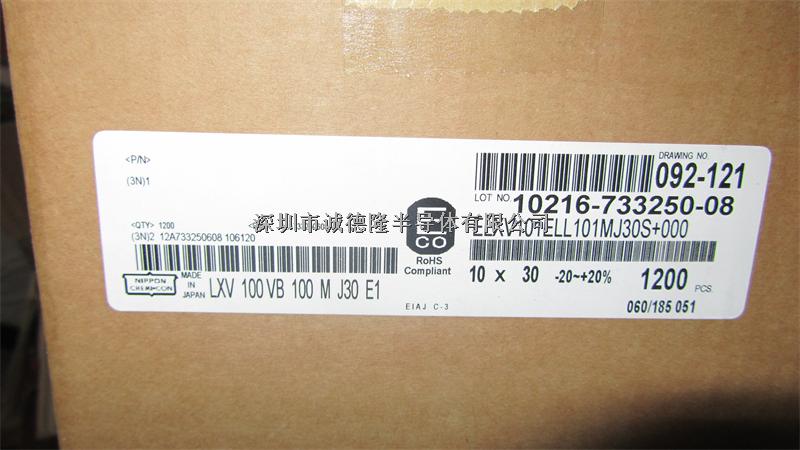 <P/N>
(3N)1
DRAWING NO.
092-121
LOT NO.
10216-733250-08
<QTY> 1200
(3N)2 12A733250608 106120
深圳市诚德隆半导体有限公司
ELL101MJ30S+000
E
CO
RoHS
Compliant
10 x 30 -20~+20% 1200 PCS.
NIPPON
CHEMI-CON
MADE
IN
JAPAN
LXV 100 VB 100 M J30 E1
EIAJ C-3
060/185 051